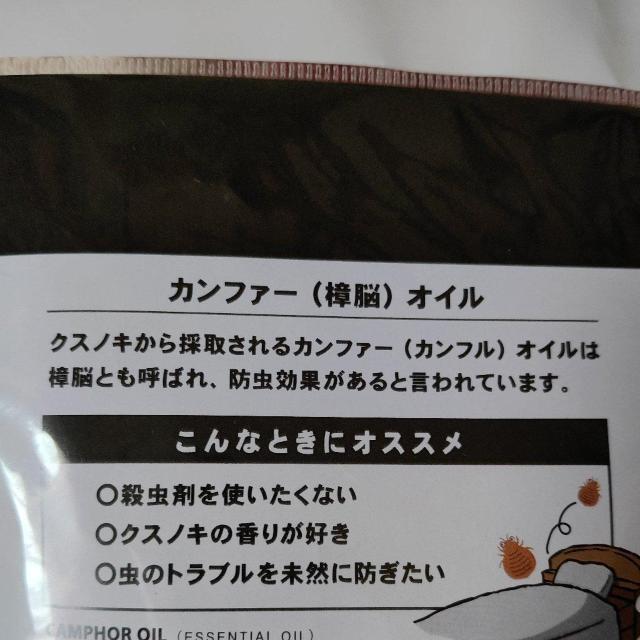 カンファー（樟脳）オイル
クスノキから採取されるカンファー（カンフル）オイルは
樟脳とも呼ばれ、防虫効果があると言われています。
こんなときにオススメ
〇殺虫剤を使いたくない
〇クスノキの香りが好き
〇虫のトラブルを未然に防ぎたい
CAMPHOR OIL（ESSENTIAL OIL）